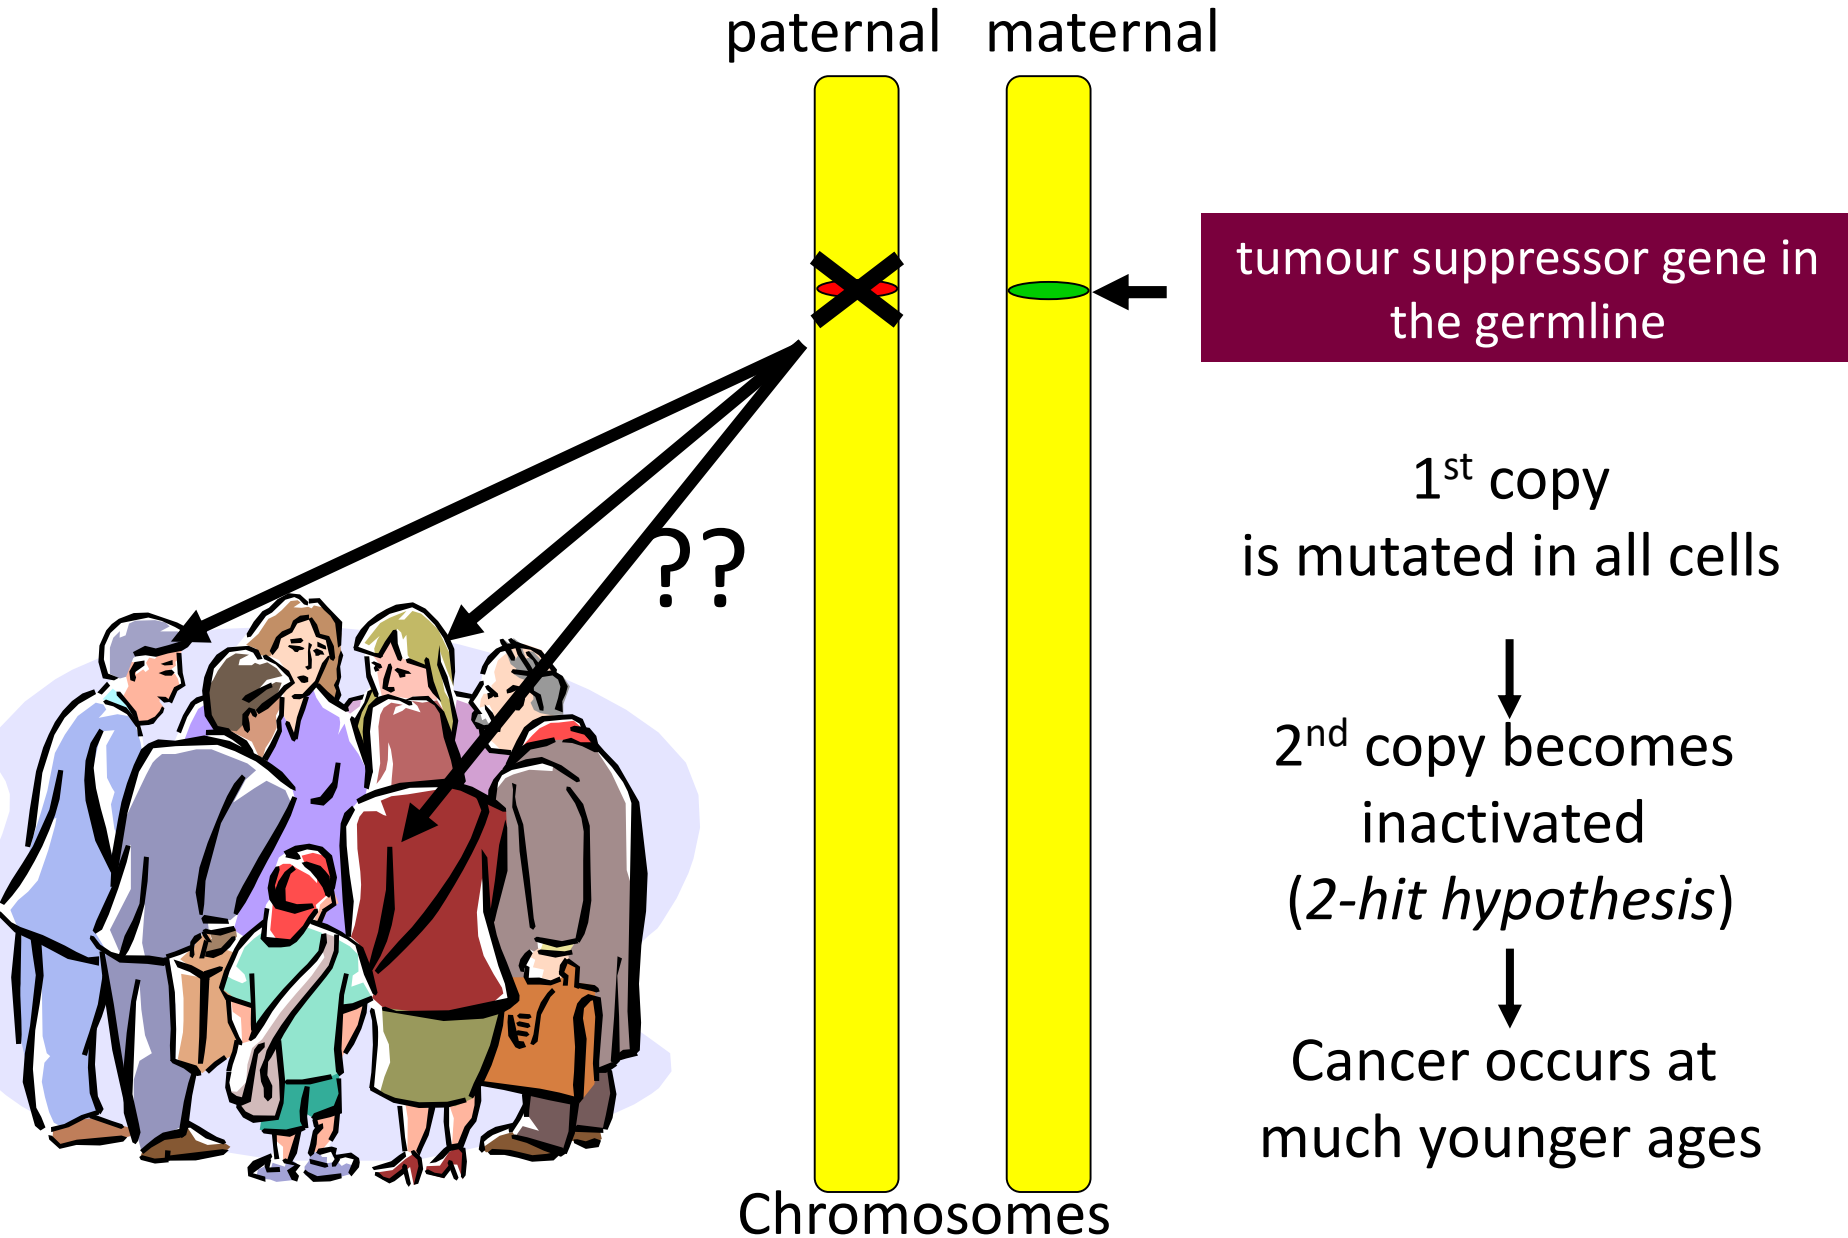 paternal maternal
tumour suppressor gene in
the germline
1st copy
is mutated in all cells
??
2nd copy becomes
inactivated
(2-hit hypothesis)
Cancer occurs at
much younger ages
Chromosomes